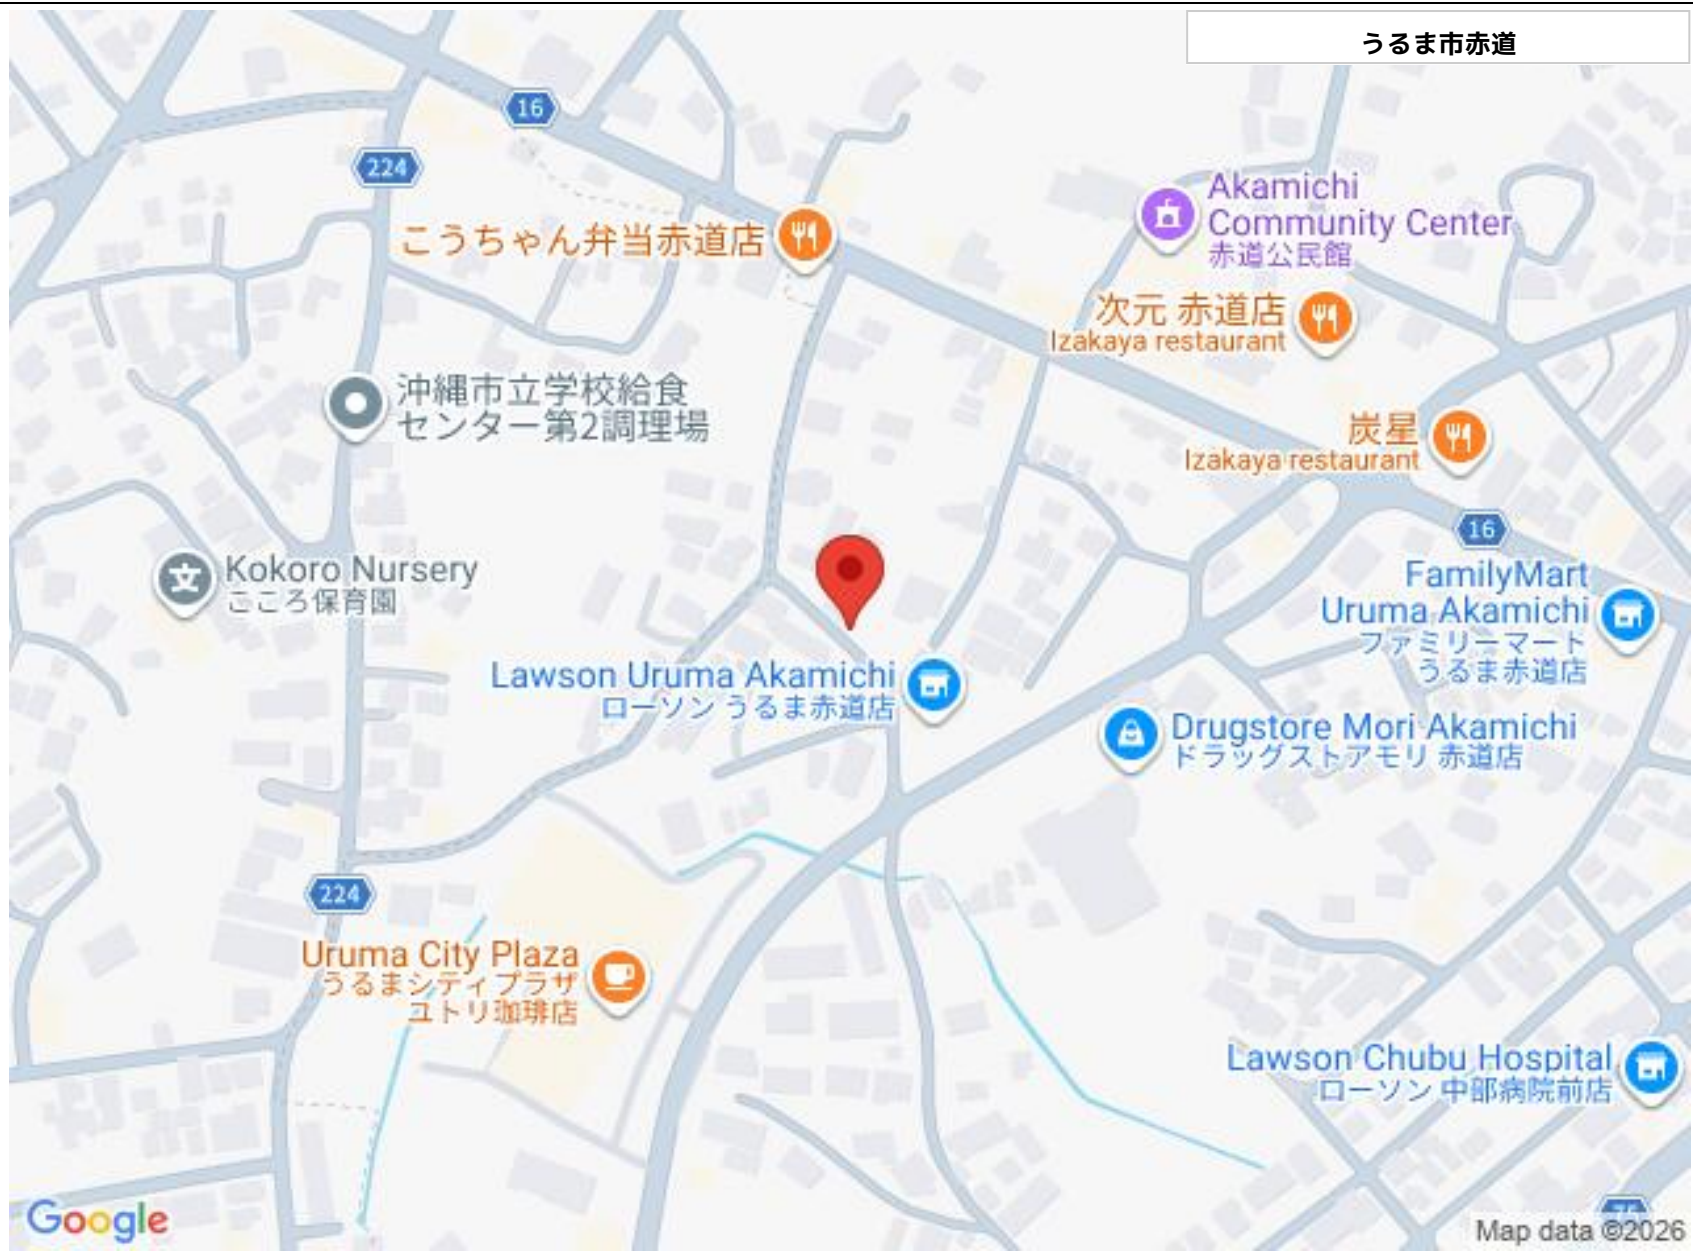 うるま市赤道
16
224
Akamichi
Community Center
赤道公民館
こうちゃん弁当赤道店
次元 赤道店
Izakaya restaurant
沖縄市立学校給食
センター第2調理場
炭星
Izakaya restaurant
16
Kokoro Nursery
こころ保育園
FamilyMart
Uruma Akamichi
ファミリーマート
うるま赤道店
Lawson Uruma Akamichi
ローソン うるま赤道店
Drugstore Mori Akamichi
ドラッグストアモリ 赤道店
224
Uruma City Plaza
うるまシティプラザ
ユトリ珈琲店
Lawson Chubu Hospital
ローソン 中部病院前店
75
Google
Map data ©2026